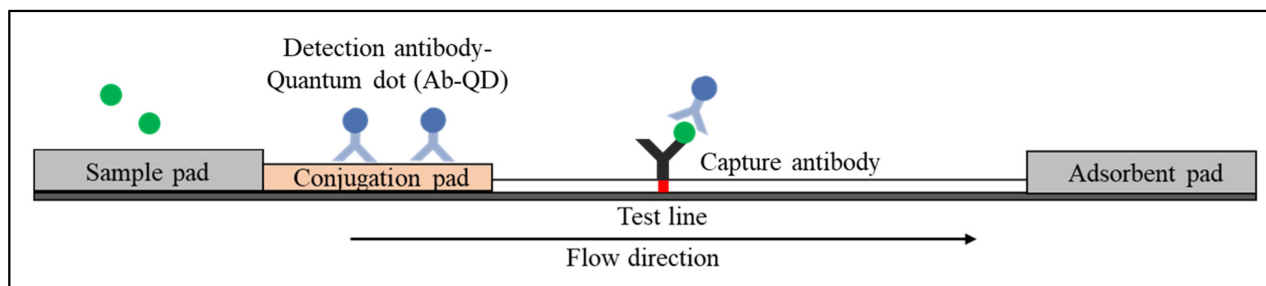 Detection antibody-
Quantum dot (Ab-QD)
Sample pad
Conjugation pad
Capture antibody
Adsorbent pad
Test line
Flow direction